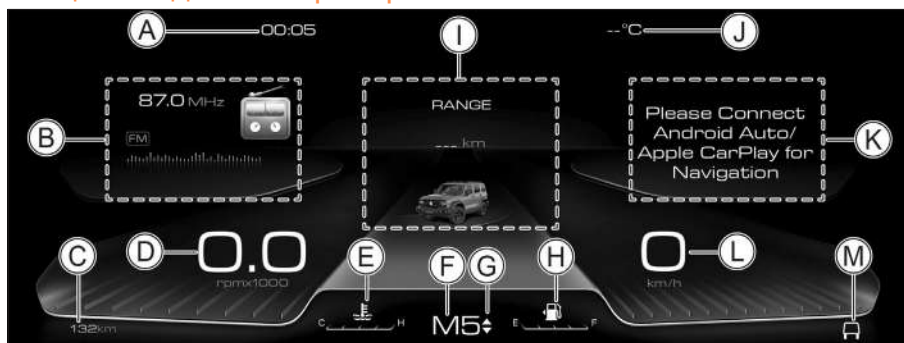 A
00:05
I
--°C
J
B
87.0 MHz
FM
RANGE
--- km
Please Connect
Android Auto/
Apple CarPlay for
Navigation
K
C
D
0.0
rpmx1000
E
F
G
H
0
km/h
L
M
132km
C
H
M5
E
F